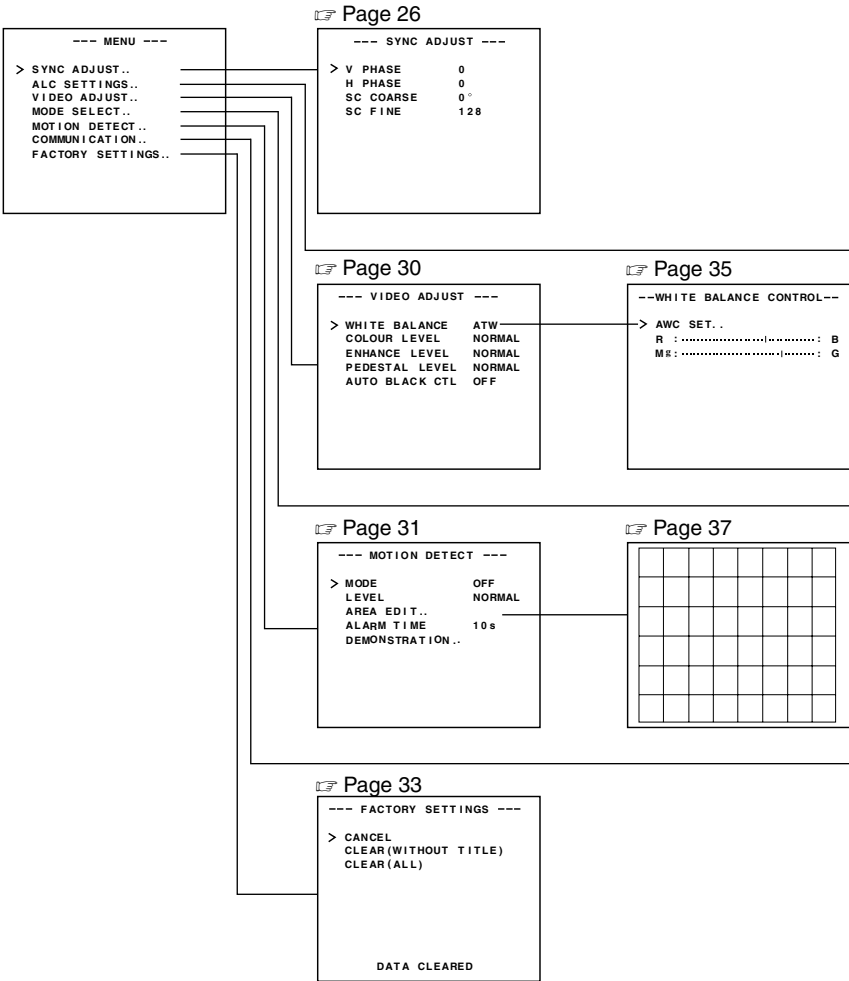 ☞ Page 26
--- MENU ---
> SYNC ADJUST..
ALC SETTINGS..
VIDEO ADJUST..
MODE SELECT..
MOTION DETECT..
COMMUNICATION..
FACTORY SETTINGS..
--- SYNC ADJUST ---
> V PHASE 0
H PHASE 0
SC COARSE 0°
SC FINE 128
☞ Page 30
--- VIDEO ADJUST ---
> WHITE BALANCE ATW
COLOUR LEVEL NORMAL
ENHANCE LEVEL NORMAL
PEDESTAL LEVEL NORMAL
AUTO BLACK CTL OFF
☞ Page 35
--WHITE BALANCE CONTROL--
> AWC SET..
R : : B
Mg: : G
☞ Page 31
--- MOTION DETECT ---
> MODE OFF
LEVEL NORMAL
AREA EDIT..
ALARM TIME 10s
DEMONSTRATION..
☞ Page 37
☞ Page 33
--- FACTORY SETTINGS ---
> CANCEL
CLEAR(WITHOUT TITLE)
CLEAR(ALL)
DATA CLEARED